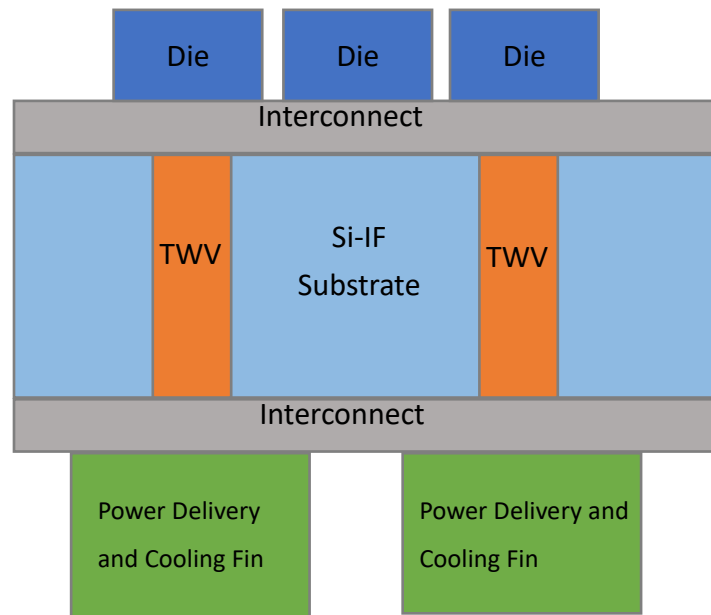 Die
Die
Die
Interconnect
TWV
Si-IF
Substrate
TWV
Interconnect
Power Delivery
and Cooling Fin
Power Delivery and
Cooling Fin